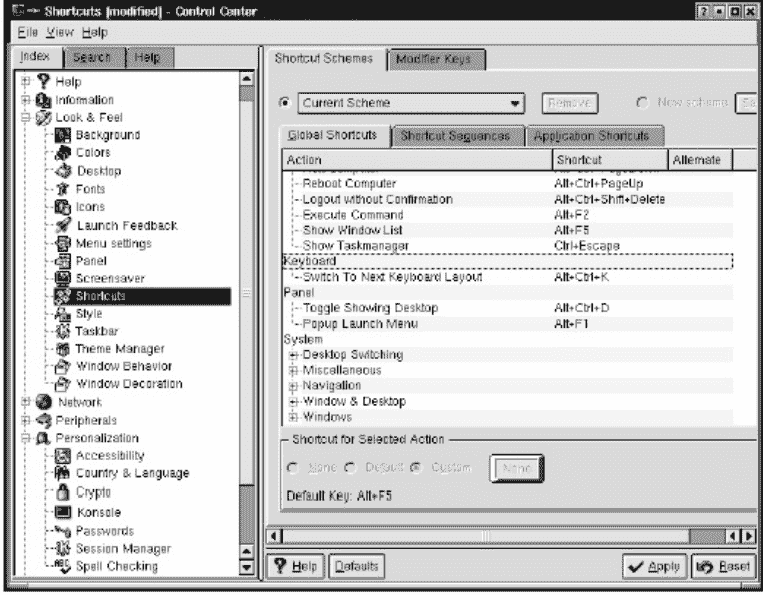 Shortcuts [modified] - Control Center
File View Help
Index Search Help
Help
Information
Look & Feel
Background
Colors
Desktop
Fonts
Icons
Launch Feedback
Menu settings
Panel
Screensaver
Shortcuts
Style
Taskbar
Theme Manager
Window Behavior
Window Decoration
Network
Peripherals
Personalization
Accessibility
Country & Language
Crypto
Konsole
Passwords
Session Manager
Spell Checking
Shortcut Schemes Modifier Keys
Current Scheme Remove New scheme
Global Shortcuts Shortcut Sequences Application Shortcuts
Action Shortcut Alternate
Reboot Computer Alt+Ctrl+PageUp
Logout without Confirmation Alt+Ctrl+Shift+Delete
Execute Command Alt+F2
Show Window List Alt+F5
Show Taskmanager Ctrl+Escape
Keyboard
Switch To Next Keyboard Layout Alt+Ctrl+K
Panel
Toggle Showing Desktop Alt+Ctrl+D
Popup Launch Menu Alt+F1
System
Desktop Switching
Miscellaneous
Navigation
Window & Desktop
Windows
Shortcut for Selected Action
None Default Custom None
Default Key: Alt+F5
Help Defaults Apply Reset